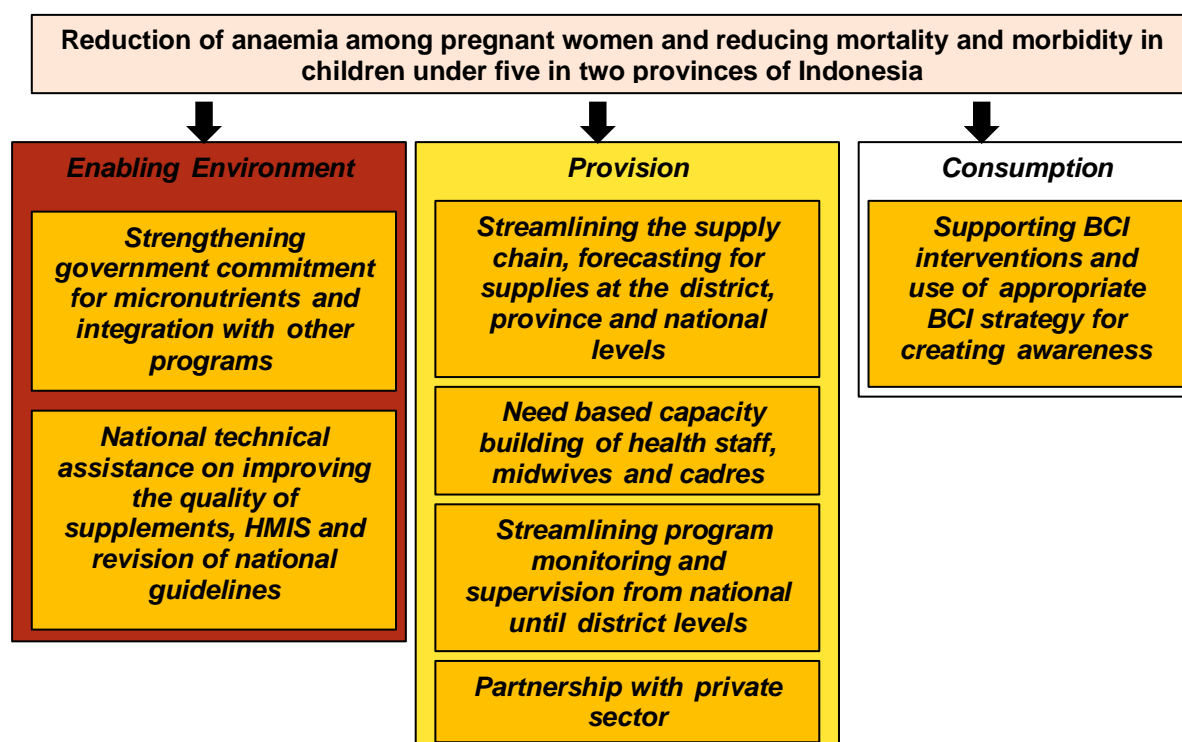 Reduction of anaemia among pregnant women and reducing mortality and morbidity in
children under five in two provinces of Indonesia
Enabling Environment
Strengthening
government commitment
for micronutrients and
integration with other
programs
National technical
assistance on improving
the quality of
supplements, HMIS and
revision of national
guidelines
Provision
Streamlining the supply
chain, forecasting for
supplies at the district,
province and national
levels
Need based capacity
building of health staff,
midwives and cadres
Streamlining program
monitoring and
supervision from national
until district levels
Partnership with private
sector
Consumption
Supporting BCI
interventions and
use of appropriate
BCI strategy for
creating awareness